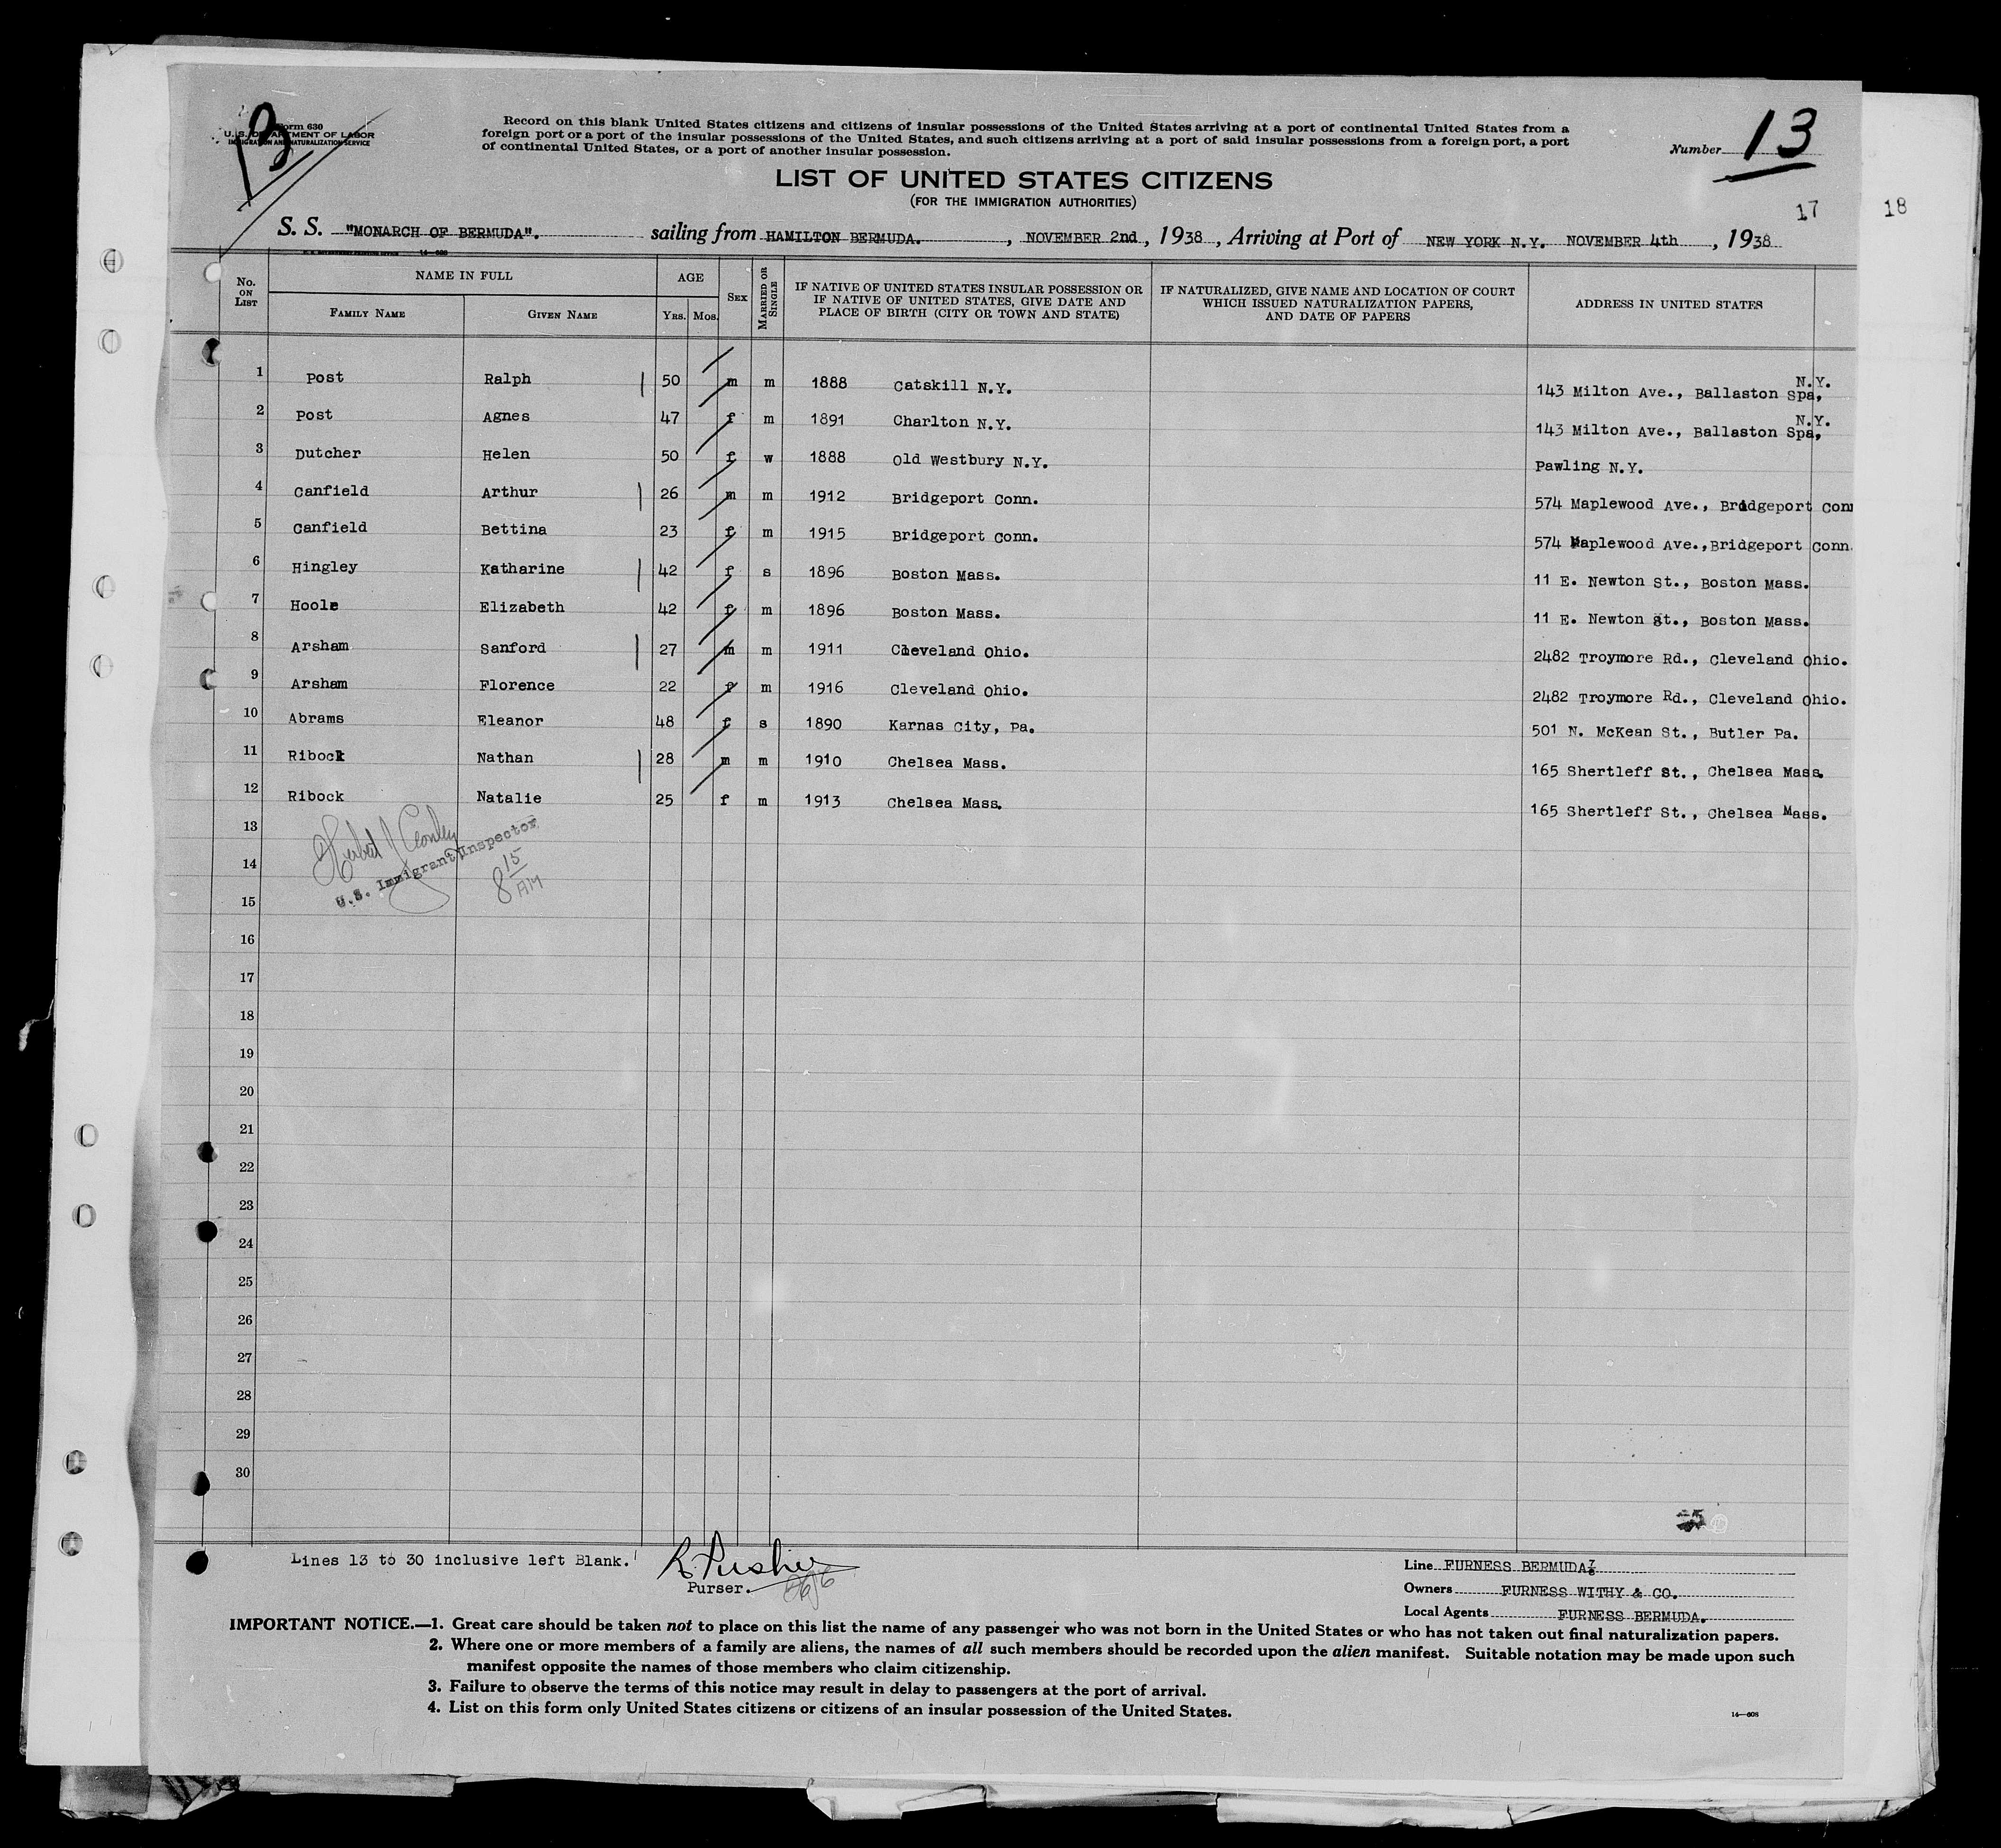 Form 630
U. S. DEPARTMENT OF LABOR
IMMIGRATION AND NATURALIZATION SERVICE
Record on this blank United States citizens and citizens of insular possessions of the United States arriving at a port of continental United States from a
foreign port or a port of the insular possessions of the United States, and such citizens arriving at a port of said insular possessions from a foreign port, a port
of continental United States, or a port of another insular possession.
Number 13
LIST OF UNITED STATES CITIZENS
(FOR THE IMMIGRATION AUTHORITIES)
17 18
S. S. "MONARCH OF BERMUDA". sailing from HAMILTON BERMUDA., NOVEMBER 2nd, 1938, Arriving at Port of NEW YORK N.Y. NOVEMBER 4th, 1938
No. ON LIST
NAME IN FULL
FAMILY NAME
GIVEN NAME
AGE
YRS. MOS.
SEX
MARRIED OR SINGLE
IF NATIVE OF UNITED STATES INSULAR POSSESSION OR
IF NATIVE OF UNITED STATES, GIVE DATE AND
PLACE OF BIRTH (CITY OR TOWN AND STATE)
IF NATURALIZED, GIVE NAME AND LOCATION OF COURT
WHICH ISSUED NATURALIZATION PAPERS,
AND DATE OF PAPERS
ADDRESS IN UNITED STATES
1 Post Ralph 50 m m 1888 Catskill N.Y. 143 Milton Ave., Ballaston Spa, N.Y.
2 Post Agnes 47 f m 1891 Charlton N.Y. 143 Milton Ave., Ballaston Spa, N.Y.
3 Dutcher Helen 50 f w 1888 Old Westbury N.Y. Pawling N.Y.
4 Canfield Arthur 26 m m 1912 Bridgeport Conn. 574 Maplewood Ave., Bridgeport Conn
5 Canfield Bettina 23 f m 1915 Bridgeport Conn. 574 Maplewood Ave.,Bridgeport Conn.
6 Hingley Katharine 42 f s 1896 Boston Mass. 11 E. Newton St., Boston Mass.
7 Hoole Elizabeth 42 f m 1896 Boston Mass. 11 E. Newton St., Boston Mass.
8 Arsham Sanford 27 m m 1911 Cleveland Ohio. 2482 Troymore Rd., Cleveland Ohio.
9 Arsham Florence 22 f m 1916 Cleveland Ohio. 2482 Troymore Rd., Cleveland Ohio.
10 Abrams Eleanor 48 f s 1890 Karnas City, Pa. 501 N. McKean St., Butler Pa.
11 Ribock Nathan 28 m m 1910 Chelsea Mass. 165 Shertleff St., Chelsea Mass.
12 Ribock Natalie 25 f m 1913 Chelsea Mass. 165 Shertleff St., Chelsea Mass.
13
U.S. Immigrant Inspector
8 15 AM
14
15
16
17
18
19
20
21
22
23
24
25
26
27
28
29
30
Lines 13 to 30 inclusive left Blank.
Purser.
Line FURNESS BERMUDA
Owners FURNESS WITHY & CO.
Local Agents FURNESS BERMUDA.
IMPORTANT NOTICE.—1. Great care should be taken not to place on this list the name of any passenger who was not born in the United States or who has not taken out final naturalization papers.
2. Where one or more members of a family are aliens, the names of all such members should be recorded upon the alien manifest. Suitable notation may be made upon such
manifest opposite the names of those members who claim citizenship.
3. Failure to observe the terms of this notice may result in delay to passengers at the port of arrival.
4. List on this form only United States citizens or citizens of an insular possession of the United States.
14—608